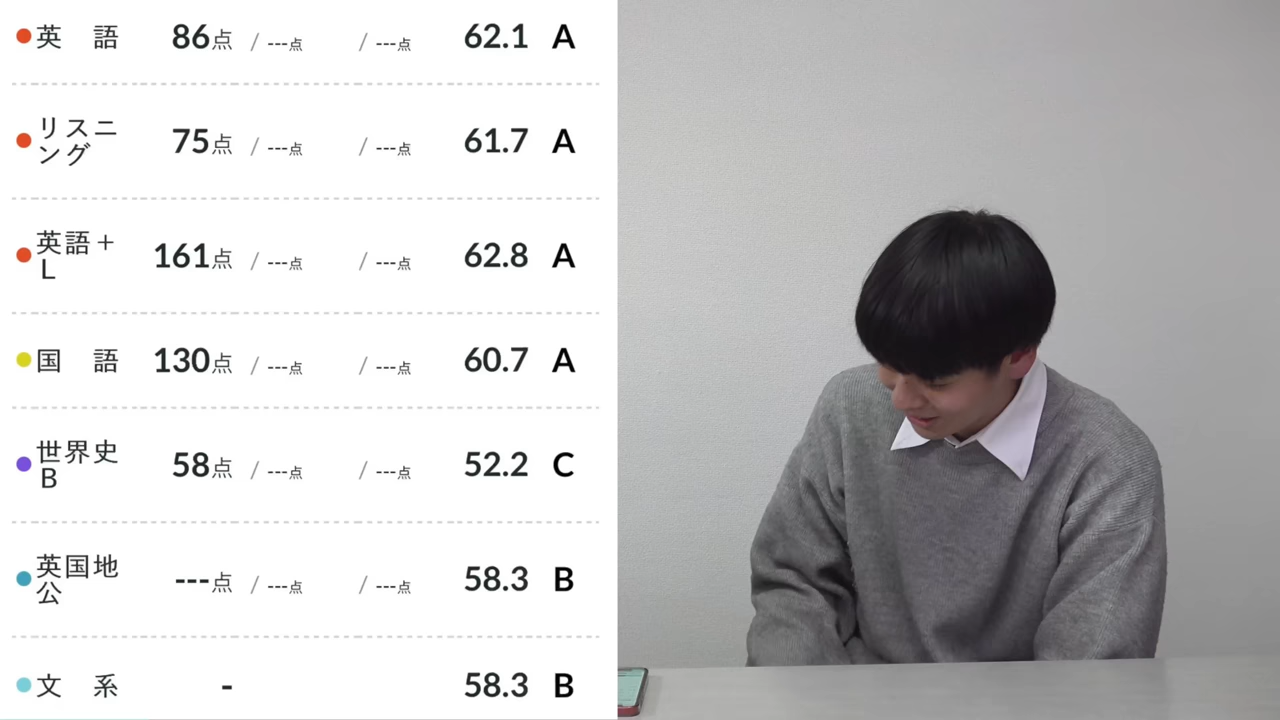 英 語 86点 / ---点 / ---点 62.1 A
リスニ
ング 75点 / ---点 / ---点 61.7 A
英語＋
L 161点 / ---点 / ---点 62.8 A
国 語 130点 / ---点 / ---点 60.7 A
世界史
B 58点 / ---点 / ---点 52.2 C
英国地
公 ---点 / ---点 / ---点 58.3 B
文 系 - 58.3 B